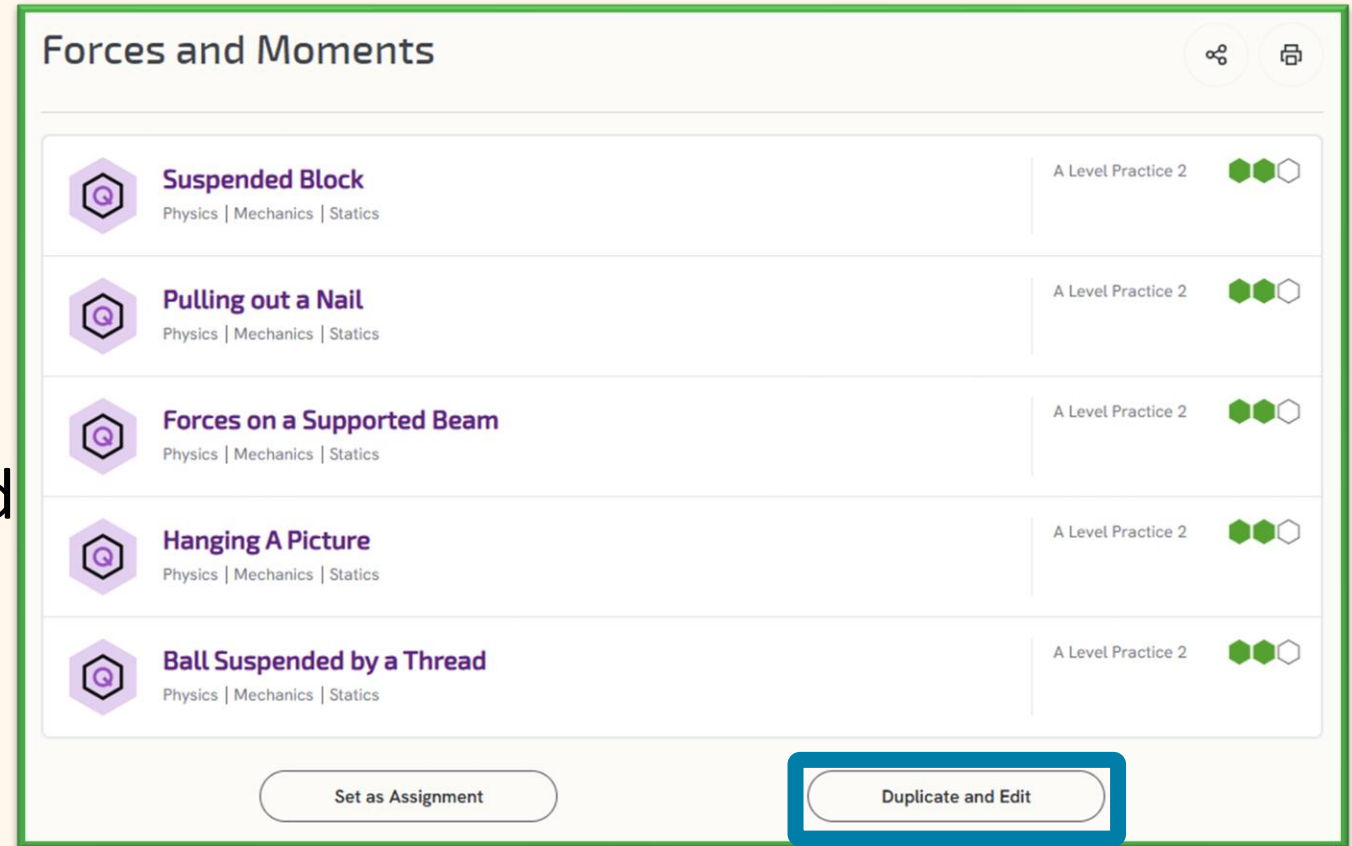 Forces and Moments
Suspended Block
A Level Practice 2
Physics | Mechanics | Statics
Pulling out a Nail
A Level Practice 2
Physics | Mechanics | Statics
Forces on a Supported Beam
A Level Practice 2
Physics | Mechanics | Statics
d
Hanging A Picture
A Level Practice 2
Physics | Mechanics | Statics
Ball Suspended by a Thread
A Level Practice 2
Physics | Mechanics | Statics
Set as Assignment
Duplicate and Edit